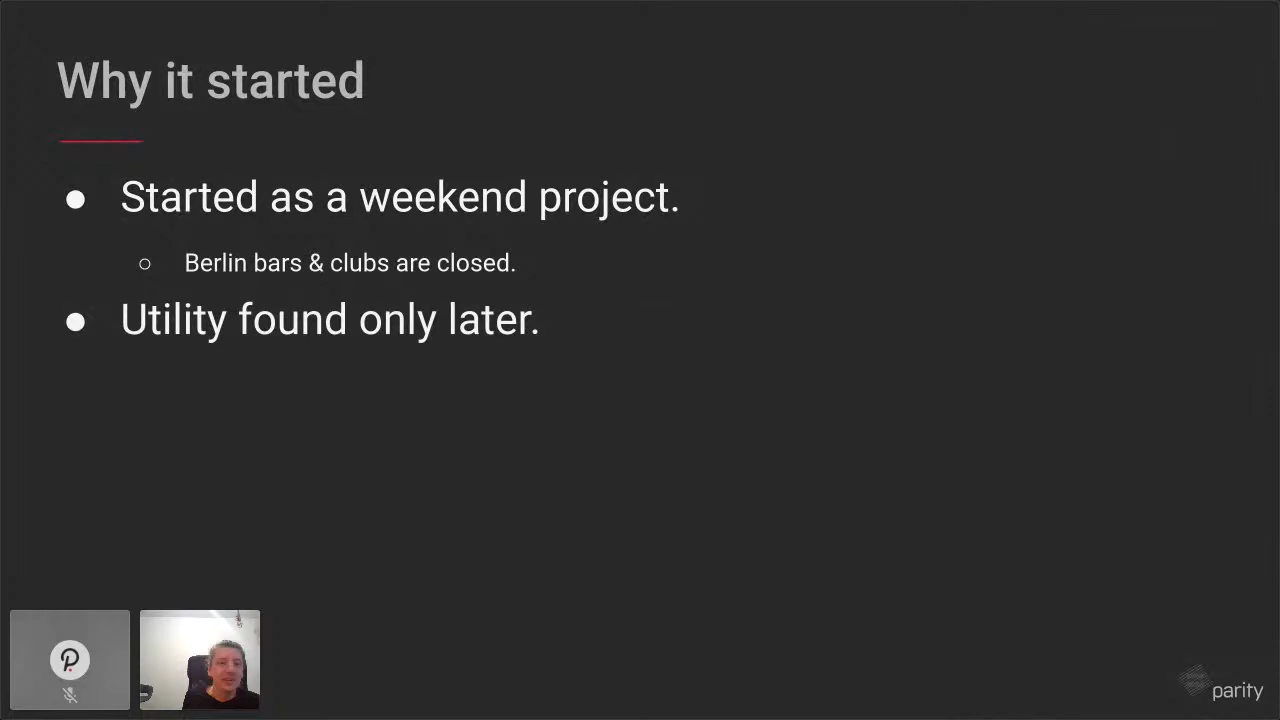 Why it started
● Started as a weekend project.
○ Berlin bars & clubs are closed.
● Utility found only later.
parity